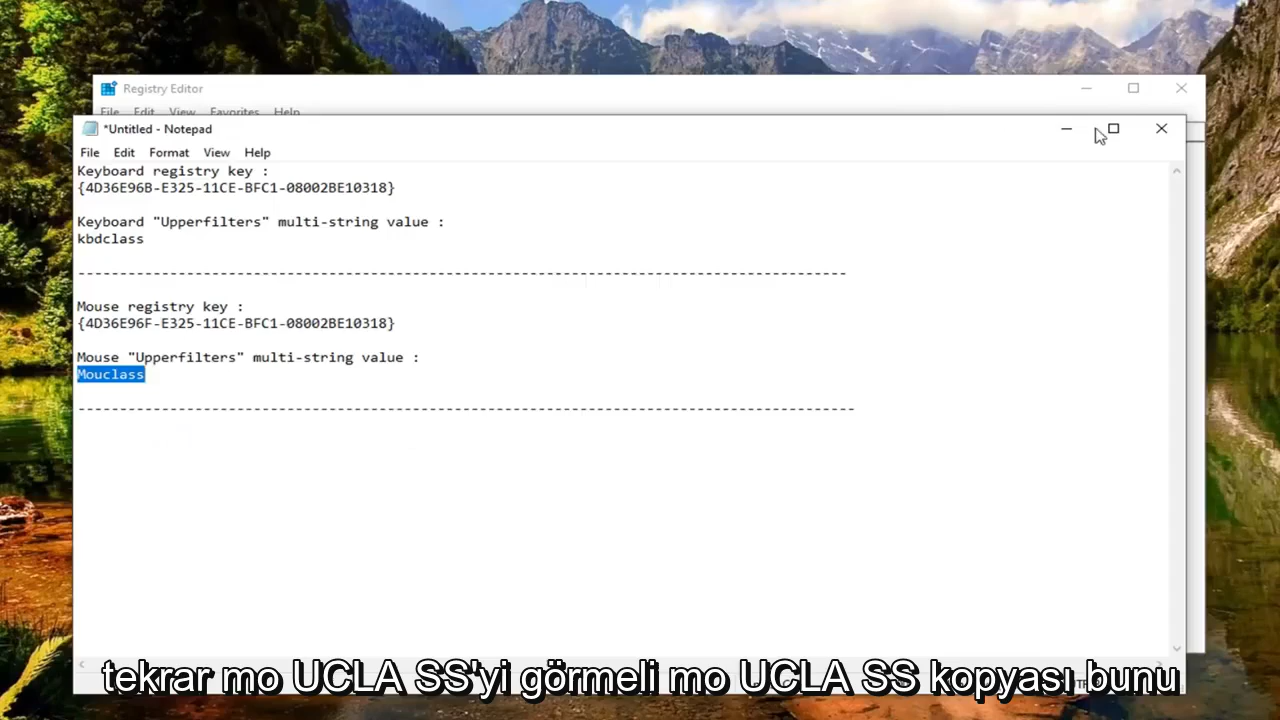 Registry Editor
File Edit View Favorites Help
*Untitled - Notepad
File Edit Format View Help
Keyboard registry key :
{4D36E96B-E325-11CE-BFC1-08002BE10318}
Keyboard "Upperfilters" multi-string value :
kbdclass
--------------------------------------------------------------------------------------------
Mouse registry key :
{4D36E96F-E325-11CE-BFC1-08002BE10318}
Mouse "Upperfilters" multi-string value :
Mouclass
---------------------------------------------------------------------------------------------
tekrar mo UCLA SS'yi görmeli mo UCLA SS kopyası bunu